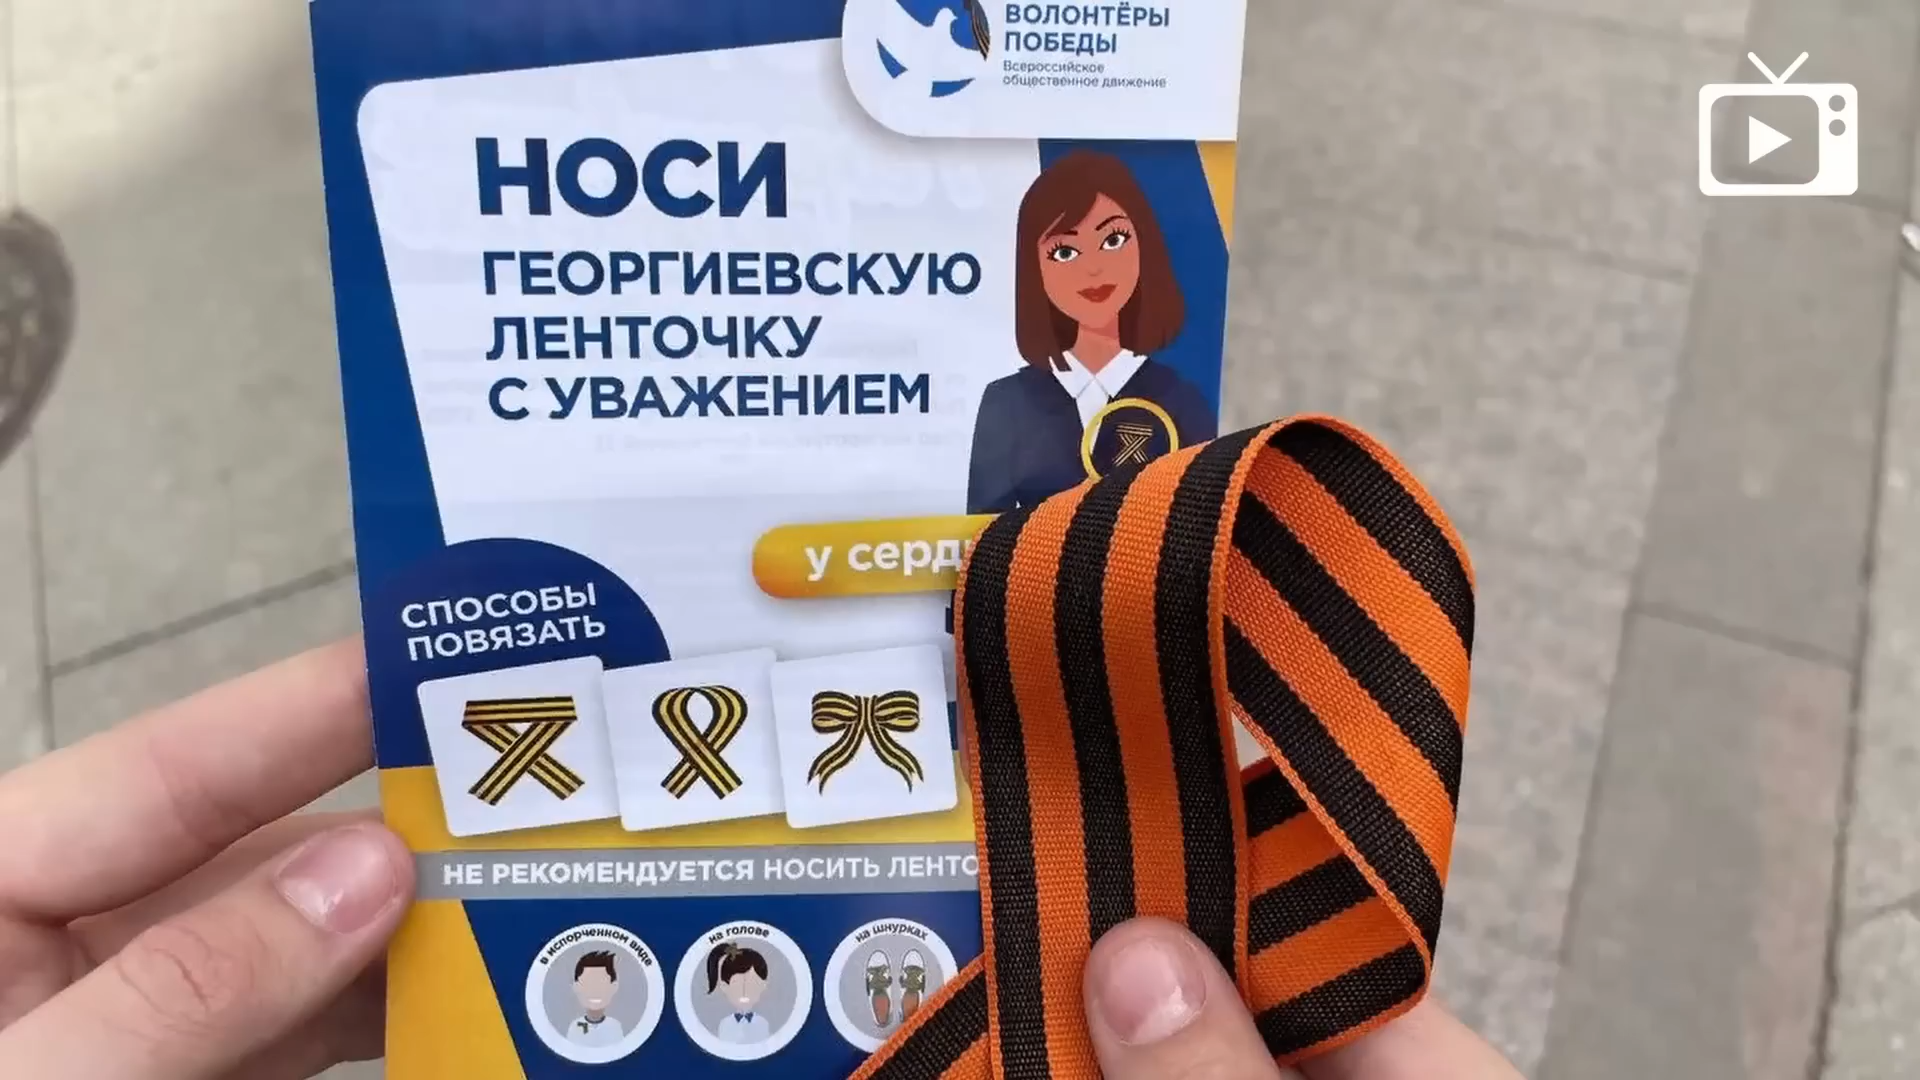 ВОЛОНТЁРЫ
ПОБЕДЫ
Всероссийское
общественное движение
НОСИ
ГЕОРГИЕВСКУЮ
ЛЕНТОЧКУ
С УВАЖЕНИЕМ
у серд
СПОСОБЫ
ПОВЯЗАТЬ
НЕ РЕКОМЕНДУЕТСЯ НОСИТЬ ЛЕНТО
в испорченном виде
на голове
на шнурках